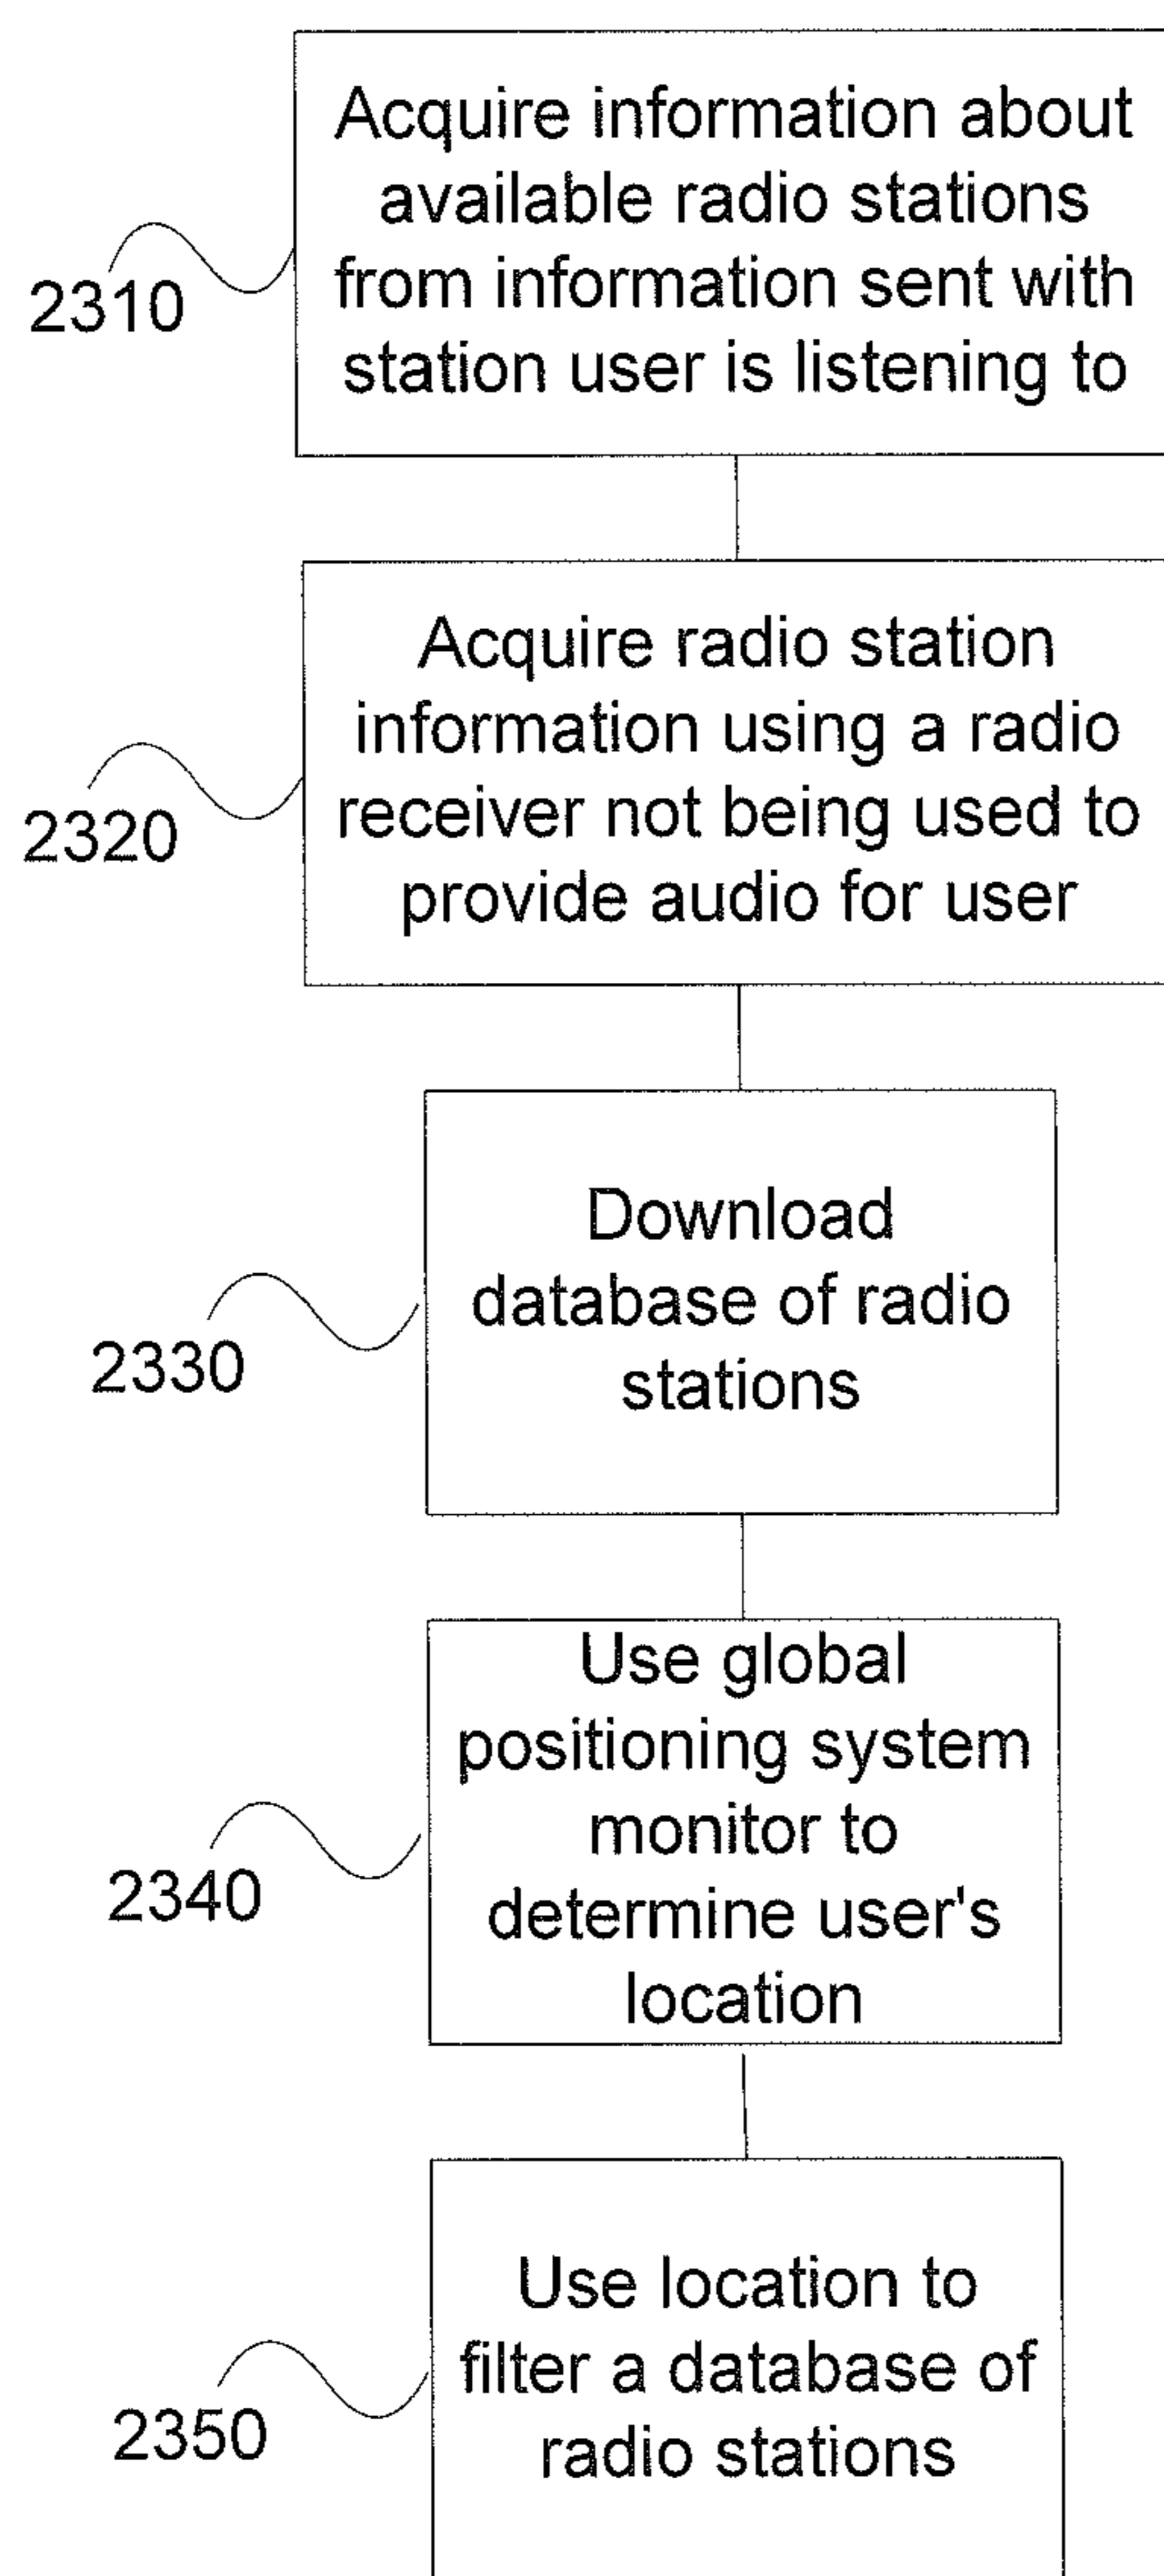 Acquire information about
available radio stations
from information sent with
station user is listening to
2310
Acquire radio station
information using a radio
receiver not being used to
provide audio for user
2320
Download
database of radio
stations
2330
Use global
positioning system
monitor to
determine user's
location
2340
Use location to
filter a database of
radio stations
2350